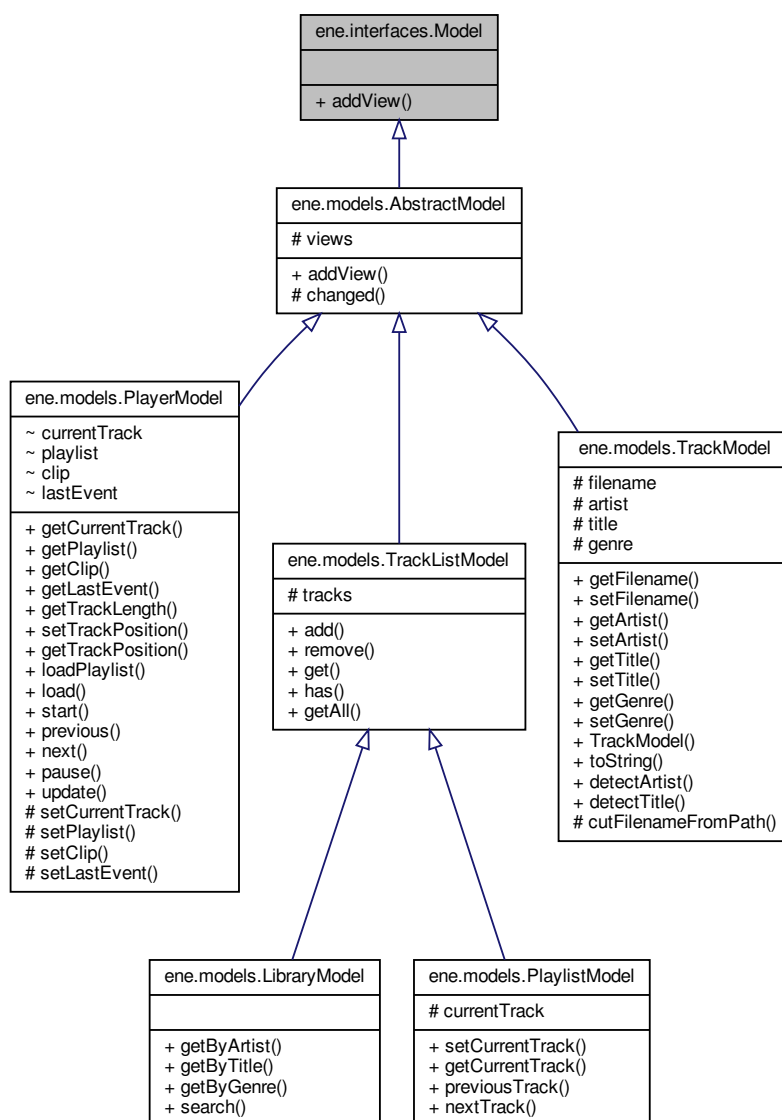 ene.interfaces.Model
+ addView()
ene.models.AbstractModel
# views
+ addView()
# changed()
ene.models.PlayerModel
~ currentTrack
~ playlist
~ clip
~ lastEvent
+ getCurrentTrack()
+ getPlaylist()
+ getClip()
+ getLastEvent()
+ getTrackLength()
+ setTrackPosition()
+ getTrackPosition()
+ loadPlaylist()
+ load()
+ start()
+ previous()
+ next()
+ pause()
+ update()
# setCurrentTrack()
# setPlaylist()
# setClip()
# setLastEvent()
ene.models.TrackListModel
# tracks
+ add()
+ remove()
+ get()
+ has()
+ getAll()
ene.models.TrackModel
# filename
# artist
# title
# genre
+ getFilename()
+ setFilename()
+ getArtist()
+ setArtist()
+ getTitle()
+ setTitle()
+ getGenre()
+ setGenre()
+ TrackModel()
+ toString()
+ detectArtist()
+ detectTitle()
# cutFilenameFromPath()
ene.models.LibraryModel
+ getByArtist()
+ getByTitle()
+ getByGenre()
+ search()
ene.models.PlaylistModel
# currentTrack
+ setCurrentTrack()
+ getCurrentTrack()
+ previousTrack()
+ nextTrack()